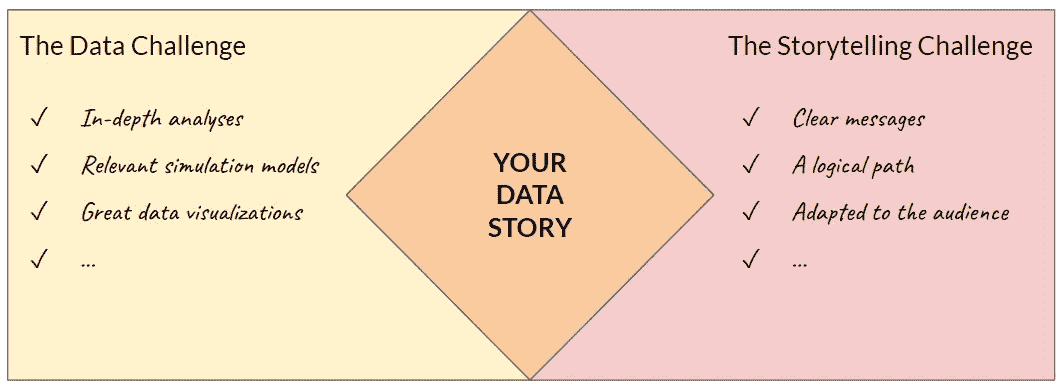 The Data Challenge
✓ In-depth analyses
✓ Relevant simulation models
✓ Great data visualizations
✓ ...
YOUR
DATA
STORY
The Storytelling Challenge
✓ Clear messages
✓ A logical path
✓ Adapted to the audience
✓ ...